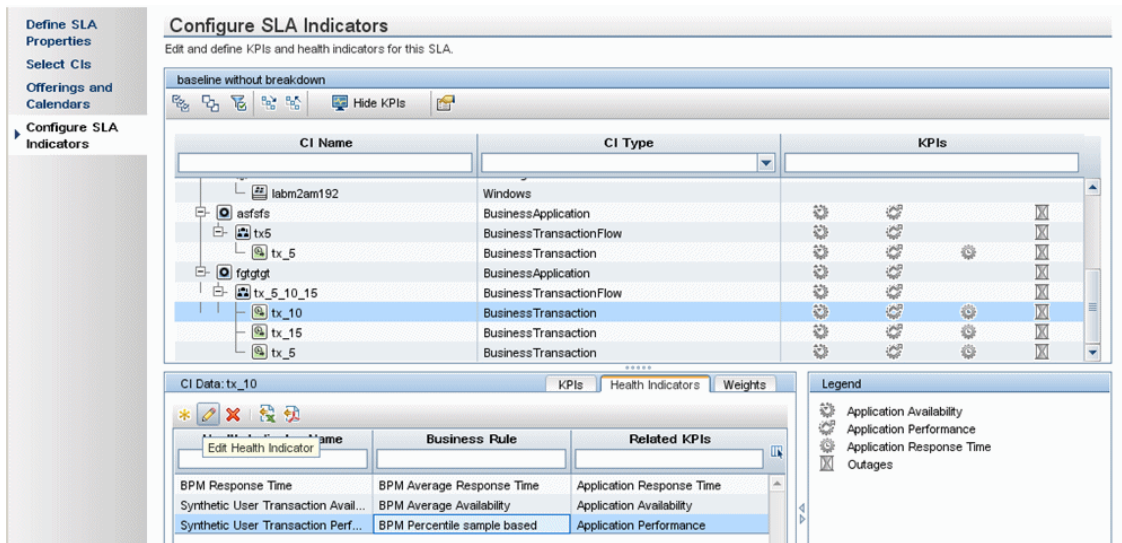 Define SLA
Properties
Select CIs
Offerings and
Calendars
Configure SLA
Indicators
Configure SLA Indicators
Edit and define KPIs and health indicators for this SLA.
baseline without breakdown
Hide KPIs
CI Name CI Type KPIs
labm2am192 Windows
asfsfs BusinessApplication
tx5 BusinessTransactionFlow
tx_5 BusinessTransaction
fgtgtgt BusinessApplication
tx_5_10_15 BusinessTransactionFlow
tx_10 BusinessTransaction
tx_15 BusinessTransaction
tx_5 BusinessTransaction
CI Data: tx_10 KPIs Health Indicators Weights
Name Business Rule Related KPIs
Edit Health Indicator
BPM Response Time BPM Average Response Time Application Response Time
Synthetic User Transaction Avail... BPM Average Availability Application Availability
Synthetic User Transaction Perf... BPM Percentile sample based Application Performance
Legend
Application Availability
Application Performance
Application Response Time
Outages